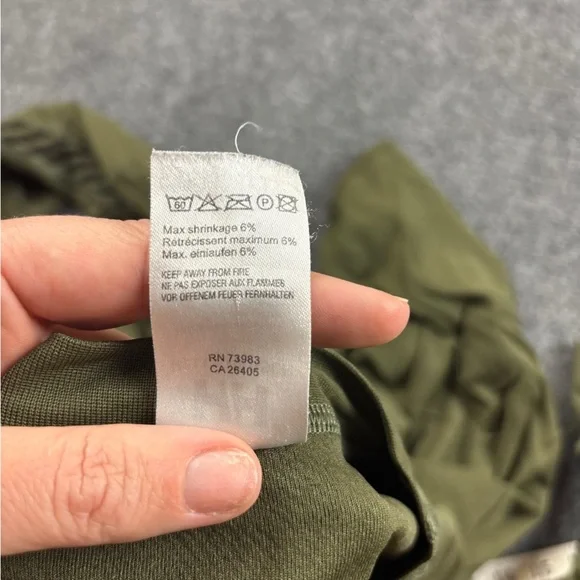 60 P
Max shrinkage 6%
Rétrécissent maximum 6%
Max. einlaufen 6%
KEEP AWAY FROM FIRE
NE PAS EXPOSER AUX FLAMMES
VOR OFFENEM FEUER FERNHALTEN
RN 73983
CA 26405